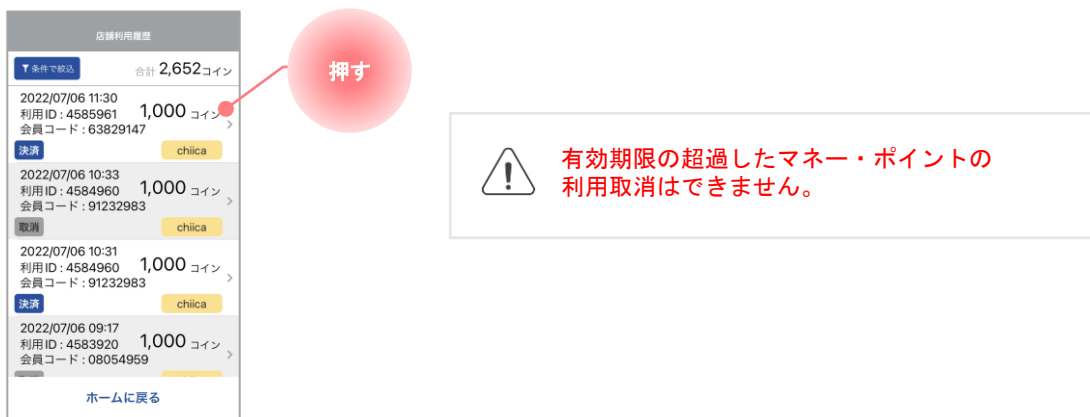 店舗利用履歴
条件で絞込 合計 2,652コイン
2022/07/06 11:30
利用ID : 4585961 1,000 コイン
会員コード : 63829147
決済 chiica
2022/07/06 10:33
利用ID : 4584960 1,000 コイン
会員コード : 91232983
取消 chiica
2022/07/06 10:31
利用ID : 4584960 1,000 コイン
会員コード : 91232983
決済 chiica
2022/07/06 09:17
利用ID : 4583920 1,000 コイン
会員コード : 08054959
ホームに戻る
押す
有効期限の超過したマネー・ポイントの
利用取消はできません。